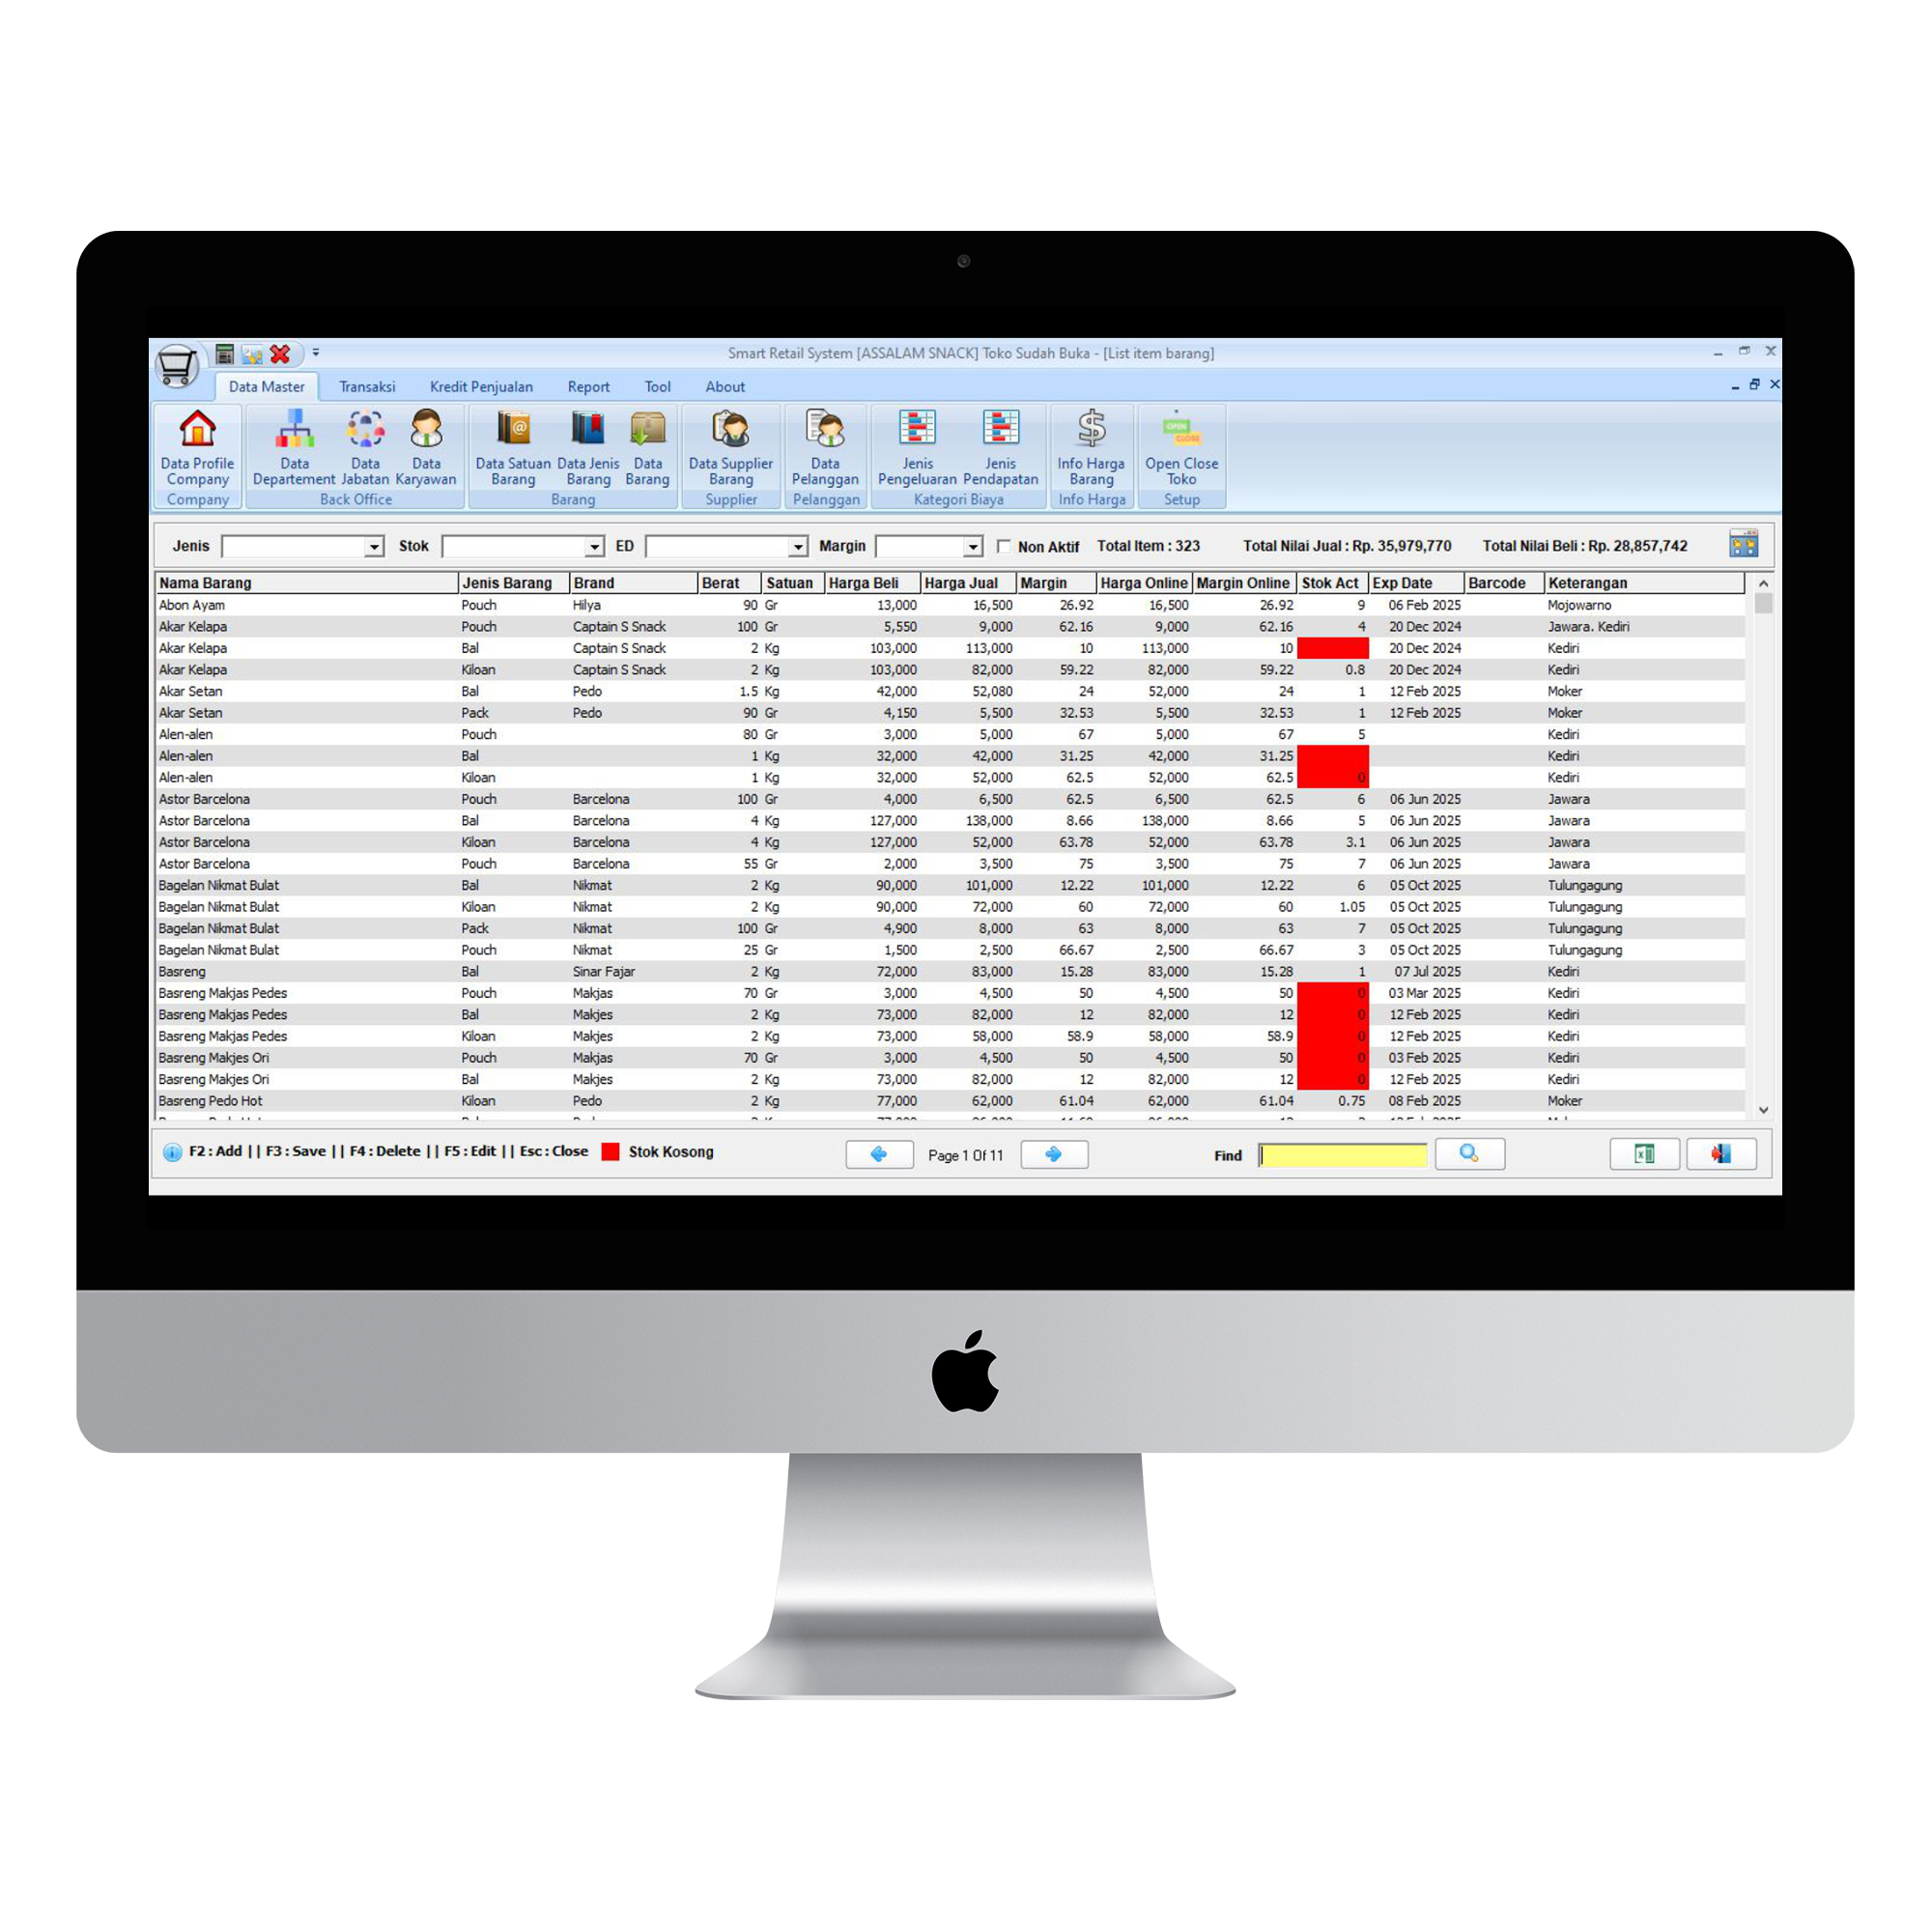 Smart Retail System [ASSALAM SNACK] Toko Sudah Buka - [List item barang]
Data Master Transaksi Kredit Penjualan Report Tool About
Data Profile Company
Data Departement
Data Jabatan
Data Karyawan
Data Satuan Barang
Data Jenis Barang
Data Barang
Data Supplier Barang
Data Pelanggan
Jenis Pengeluaran
Jenis Pendapatan
Info Harga Barang
OPEN CLOSE
Open Close Toko
Company Back Office Barang Supplier Pelanggan Kategori Biaya Info Harga Setup
Jenis Stok ED Margin Non Aktif Total Item : 323 Total Nilai Jual : Rp. 35,979,770 Total Nilai Beli : Rp. 28,857,742
Nama Barang Jenis Barang Brand Berat Satuan Harga Beli Harga Jual Margin Harga Online Margin Online Stok Act Exp Date Barcode Keterangan
Abon Ayam Pouch Hilya 90 Gr 13,000 16,500 26.92 16,500 26.92 9 06 Feb 2025 Mojowarno
Akar Kelapa Pouch Captain S Snack 100 Gr 5,550 9,000 62.16 9,000 62.16 4 20 Dec 2024 Jawara. Kediri
Akar Kelapa Bal Captain S Snack 2 Kg 103,000 113,000 10 113,000 10 20 Dec 2024 Kediri
Akar Kelapa Kiloan Captain S Snack 2 Kg 103,000 82,000 59.22 82,000 59.22 0.8 20 Dec 2024 Kediri
Akar Setan Bal Pedo 1.5 Kg 42,000 52,080 24 52,000 24 1 12 Feb 2025 Moker
Akar Setan Pack Pedo 90 Gr 4,150 5,500 32.53 5,500 32.53 1 12 Feb 2025 Moker
Alen-alen Pouch 80 Gr 3,000 5,000 67 5,000 67 5 Kediri
Alen-alen Bal 1 Kg 32,000 42,000 31.25 42,000 31.25 Kediri
Alen-alen Kiloan 1 Kg 32,000 52,000 62.5 52,000 62.5 0 Kediri
Astor Barcelona Pouch Barcelona 100 Gr 4,000 6,500 62.5 6,500 62.5 6 06 Jun 2025 Jawara
Astor Barcelona Bal Barcelona 4 Kg 127,000 138,000 8.66 138,000 8.66 5 06 Jun 2025 Jawara
Astor Barcelona Kiloan Barcelona 4 Kg 127,000 52,000 63.78 52,000 63.78 3.1 06 Jun 2025 Jawara
Astor Barcelona Pouch Barcelona 55 Gr 2,000 3,500 75 3,500 75 7 06 Jun 2025 Jawara
Bagelan Nikmat Bulat Bal Nikmat 2 Kg 90,000 101,000 12.22 101,000 12.22 6 05 Oct 2025 Tulungagung
Bagelan Nikmat Bulat Kiloan Nikmat 2 Kg 90,000 72,000 60 72,000 60 1.05 05 Oct 2025 Tulungagung
Bagelan Nikmat Bulat Pack Nikmat 100 Gr 4,900 8,000 63 8,000 63 7 05 Oct 2025 Tulungagung
Bagelan Nikmat Bulat Pouch Nikmat 25 Gr 1,500 2,500 66.67 2,500 66.67 3 05 Oct 2025 Tulungagung
Basreng Bal Sinar Fajar 2 Kg 72,000 83,000 15.28 83,000 15.28 1 07 Jul 2025 Kediri
Basreng Makjas Pedes Pouch Makjas 70 Gr 3,000 4,500 50 4,500 50 0 03 Mar 2025 Kediri
Basreng Makjas Pedes Bal Makjes 2 Kg 73,000 82,000 12 82,000 12 0 12 Feb 2025 Kediri
Basreng Makjas Pedes Kiloan Makjes 2 Kg 73,000 58,000 58.9 58,000 58.9 0 12 Feb 2025 Kediri
Basreng Makjes Ori Pouch Makjas 70 Gr 3,000 4,500 50 4,500 50 0 03 Feb 2025 Kediri
Basreng Makjes Ori Bal Makjes 2 Kg 73,000 82,000 12 82,000 12 0 12 Feb 2025 Kediri
Basreng Pedo Hot Kiloan Pedo 2 Kg 77,000 62,000 61.04 62,000 61.04 0.75 08 Feb 2025 Moker
F2 : Add || F3 : Save || F4 : Delete || F5 : Edit || Esc : Close Stok Kosong Page 1 Of 11 Find